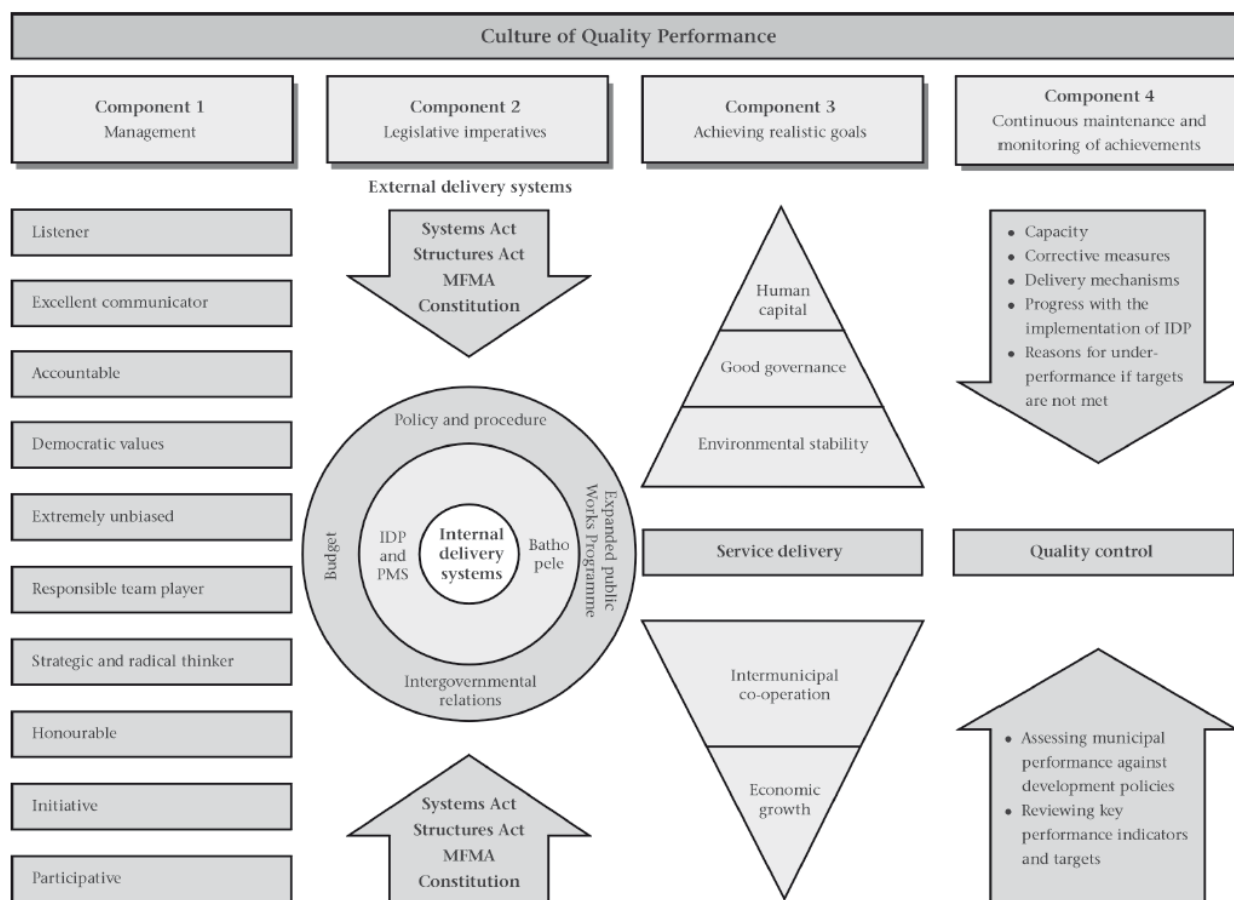 Culture of Quality Performance
Component 1
Management
Listener
Excellent communicator
Accountable
Democratic values
Extremely unbiased
Responsible team player
Strategic and radical thinker
Honourable
Initiative
Participative
Component 2
Legislative imperatives
External delivery systems
Systems Act
Structures Act
MFMA
Constitution
Policy and procedure
Budget
IDP
and
PMS
Internal
delivery
systems
Batho
pele
Expanded public
Works Programme
Intergovernmental
relations
Systems Act
Structures Act
MFMA
Constitution
Component 3
Achieving realistic goals
Human
capital
Good governance
Environmental stability
Service delivery
Intermunicipal
co-operation
Economic
growth
Component 4
Continuous maintenance and
monitoring of achievements
• Capacity
• Corrective measures
• Delivery mechanisms
• Progress with the
implementation of IDP
• Reasons for under-
performance if targets
are not met
Quality control
• Assessing municipal
performance against
development policies
• Reviewing key
performance indicators
and targets